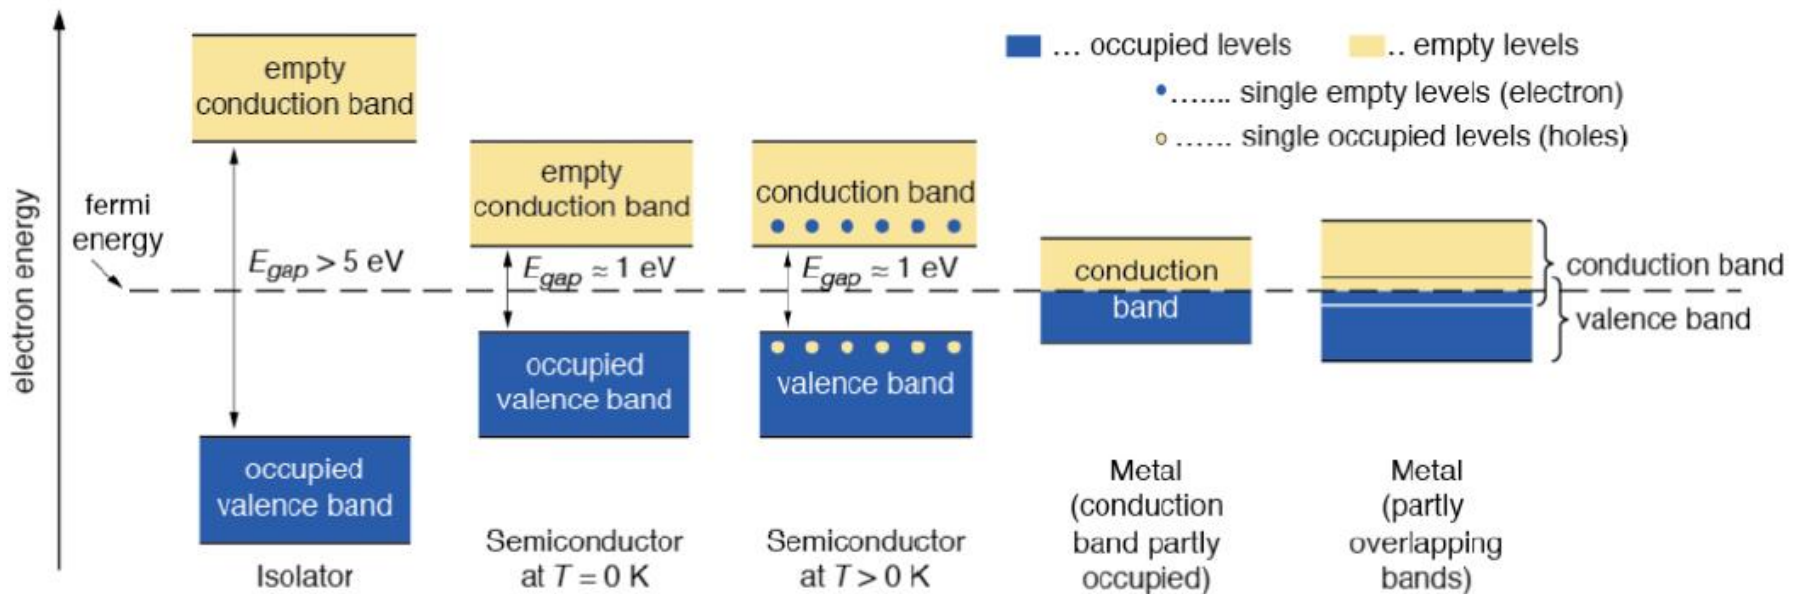 ... occupied levels
.. empty levels
....... single empty levels (electron)
...... single occupied levels (holes)
electron energy
fermi
energy
empty
conduction band
E_gap > 5 eV
occupied
valence band
Isolator
empty
conduction band
E_gap ≈ 1 eV
occupied
valence band
Semiconductor
at T = 0 K
conduction band
E_gap ≈ 1 eV
valence band
Semiconductor
at T > 0 K
conduction
band
Metal
(conduction
band partly
occupied)
conduction band
valence band
Metal
(partly
overlapping
bands)